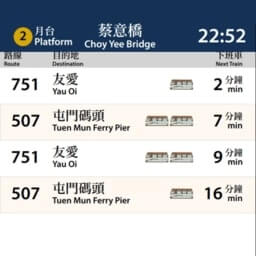 2 月台 Platform
蔡意橋
Choy Yee Bridge
22:52
路線 目的地 下班車
Route Destination Next Train
751 友愛 2 分鐘
Yau Oi min
507 屯門碼頭 7 分鐘
Tuen Mun Ferry Pier min
751 友愛 9 分鐘
Yau Oi min
507 屯門碼頭 16 分鐘
Tuen Mun Ferry Pier min